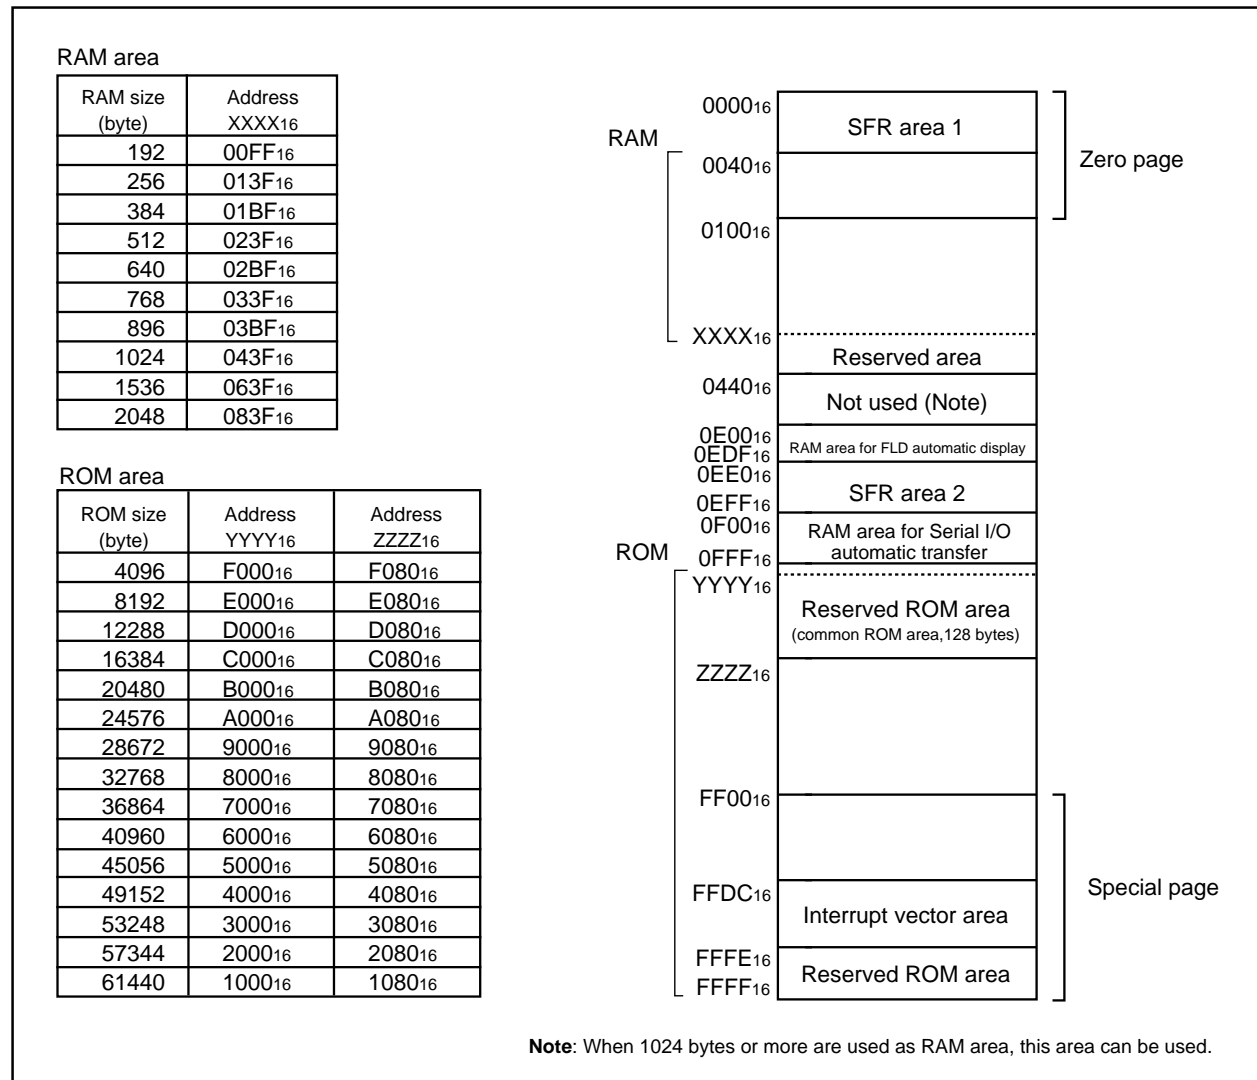 RAM area
RAM size (byte) Address XXXX16
192 00FF16
256 013F16
384 01BF16
512 023F16
640 02BF16
768 033F16
896 03BF16
1024 043F16
1536 063F16
2048 083F16
ROM area
ROM size (byte) Address YYYY16 Address ZZZZ16
4096 F00016 F08016
8192 E00016 E08016
12288 D00016 D08016
16384 C00016 C08016
20480 B00016 B08016
24576 A00016 A08016
28672 900016 908016
32768 800016 808016
36864 700016 708016
40960 600016 608016
45056 500016 508016
49152 400016 408016
53248 300016 308016
57344 200016 208016
61440 100016 108016
RAM
000016
SFR area 1
Zero page
004016
010016
XXXX16
Reserved area
044016
Not used (Note)
0E0016
0EDF16
RAM area for FLD automatic display
0EE016
0EFF16
SFR area 2
0F0016
RAM area for Serial I/O
automatic transfer
0FFF16
ROM
YYYY16
Reserved ROM area
(common ROM area,128 bytes)
ZZZZ16
FF0016
Special page
FFDC16
Interrupt vector area
FFFE16
Reserved ROM area
FFFF16
Note: When 1024 bytes or more are used as RAM area, this area can be used.